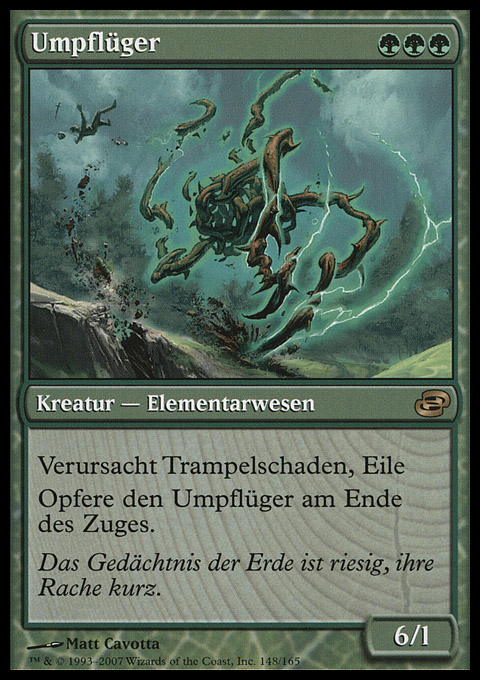 Umpflüger
Kreatur — Elementarwesen
Verursacht Trampelschaden, Eile
Opfere den Umpflüger am Ende
des Zuges.
Das Gedächtnis der Erde ist riesig, ihre
Rache kurz.
6/1
Matt Cavotta
™ & © 1993–2007 Wizards of the Coast, Inc. 148/165